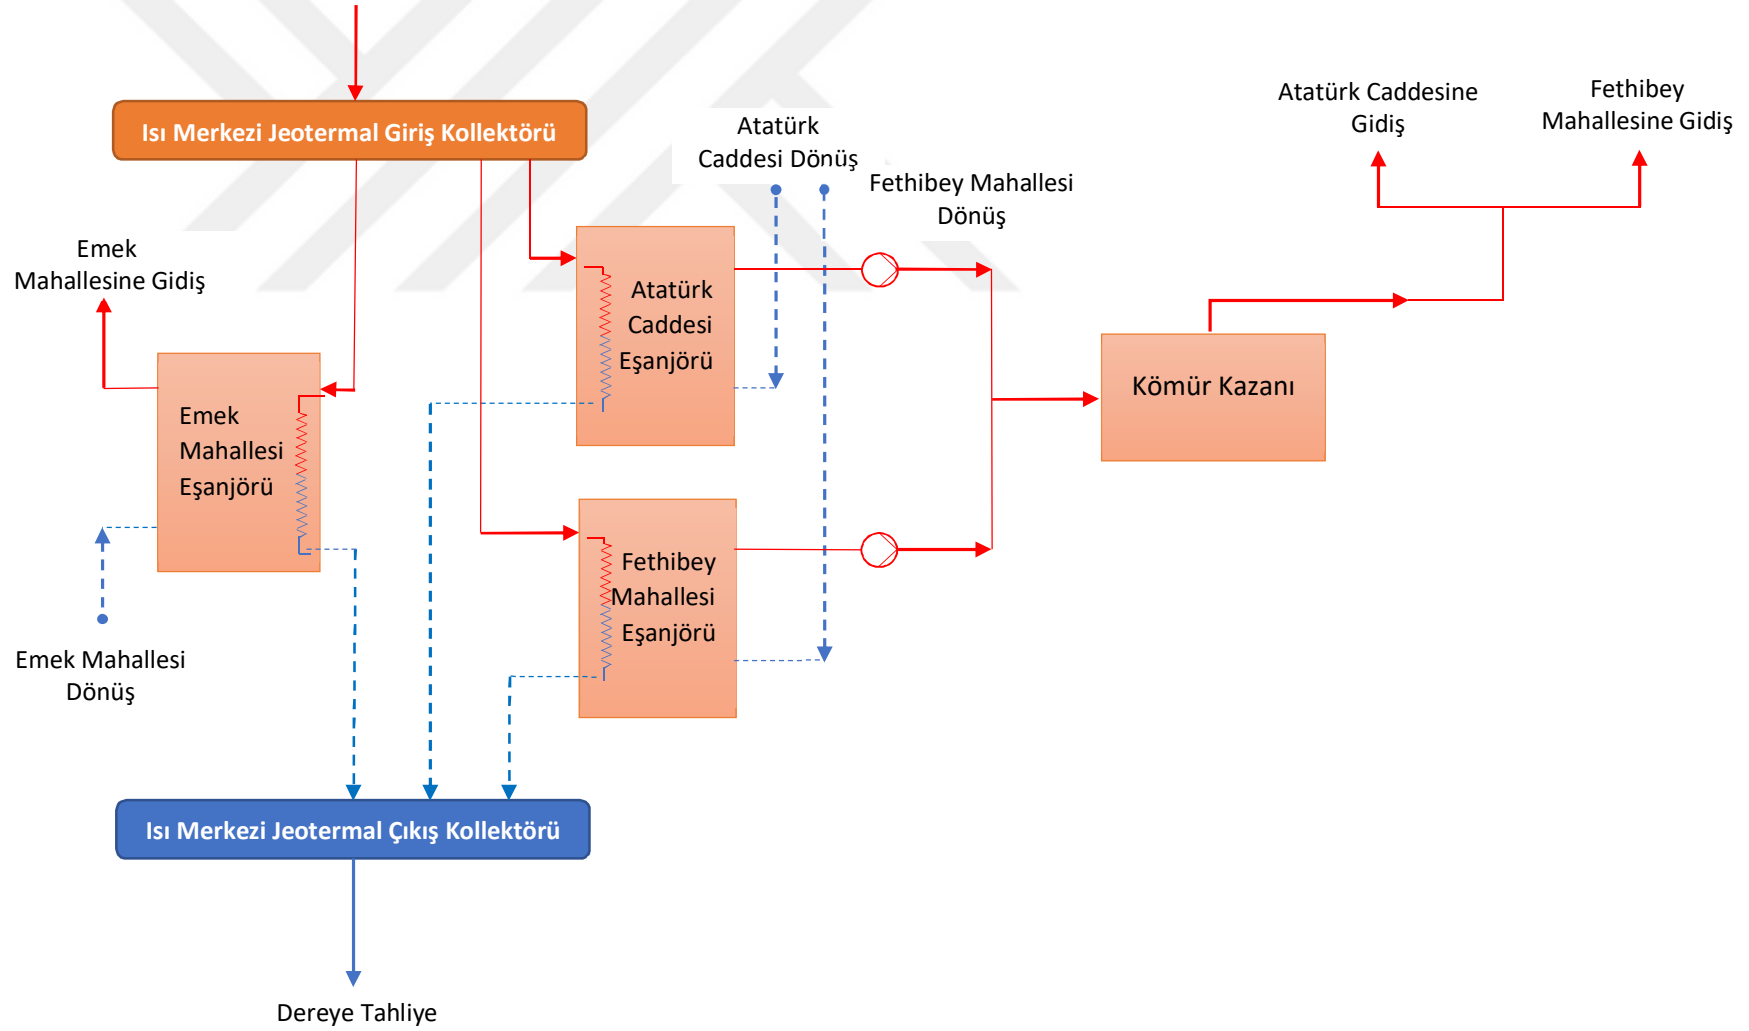 Isı Merkezi Jeotermal Giriş Kollektörü
Atatürk
Caddesi Dönüş
Fethibey Mahallesi
Dönüş
Atatürk Caddesine
Gidiş
Fethibey
Mahallesine Gidiş
Emek
Mahallesine Gidiş
Atatürk
Caddesi
Eşanjörü
Kömür Kazanı
Emek
Mahallesi
Eşanjörü
Fethibey
Mahallesi
Eşanjörü
Emek Mahallesi
Dönüş
Isı Merkezi Jeotermal Çıkış Kollektörü
Dereye Tahliye